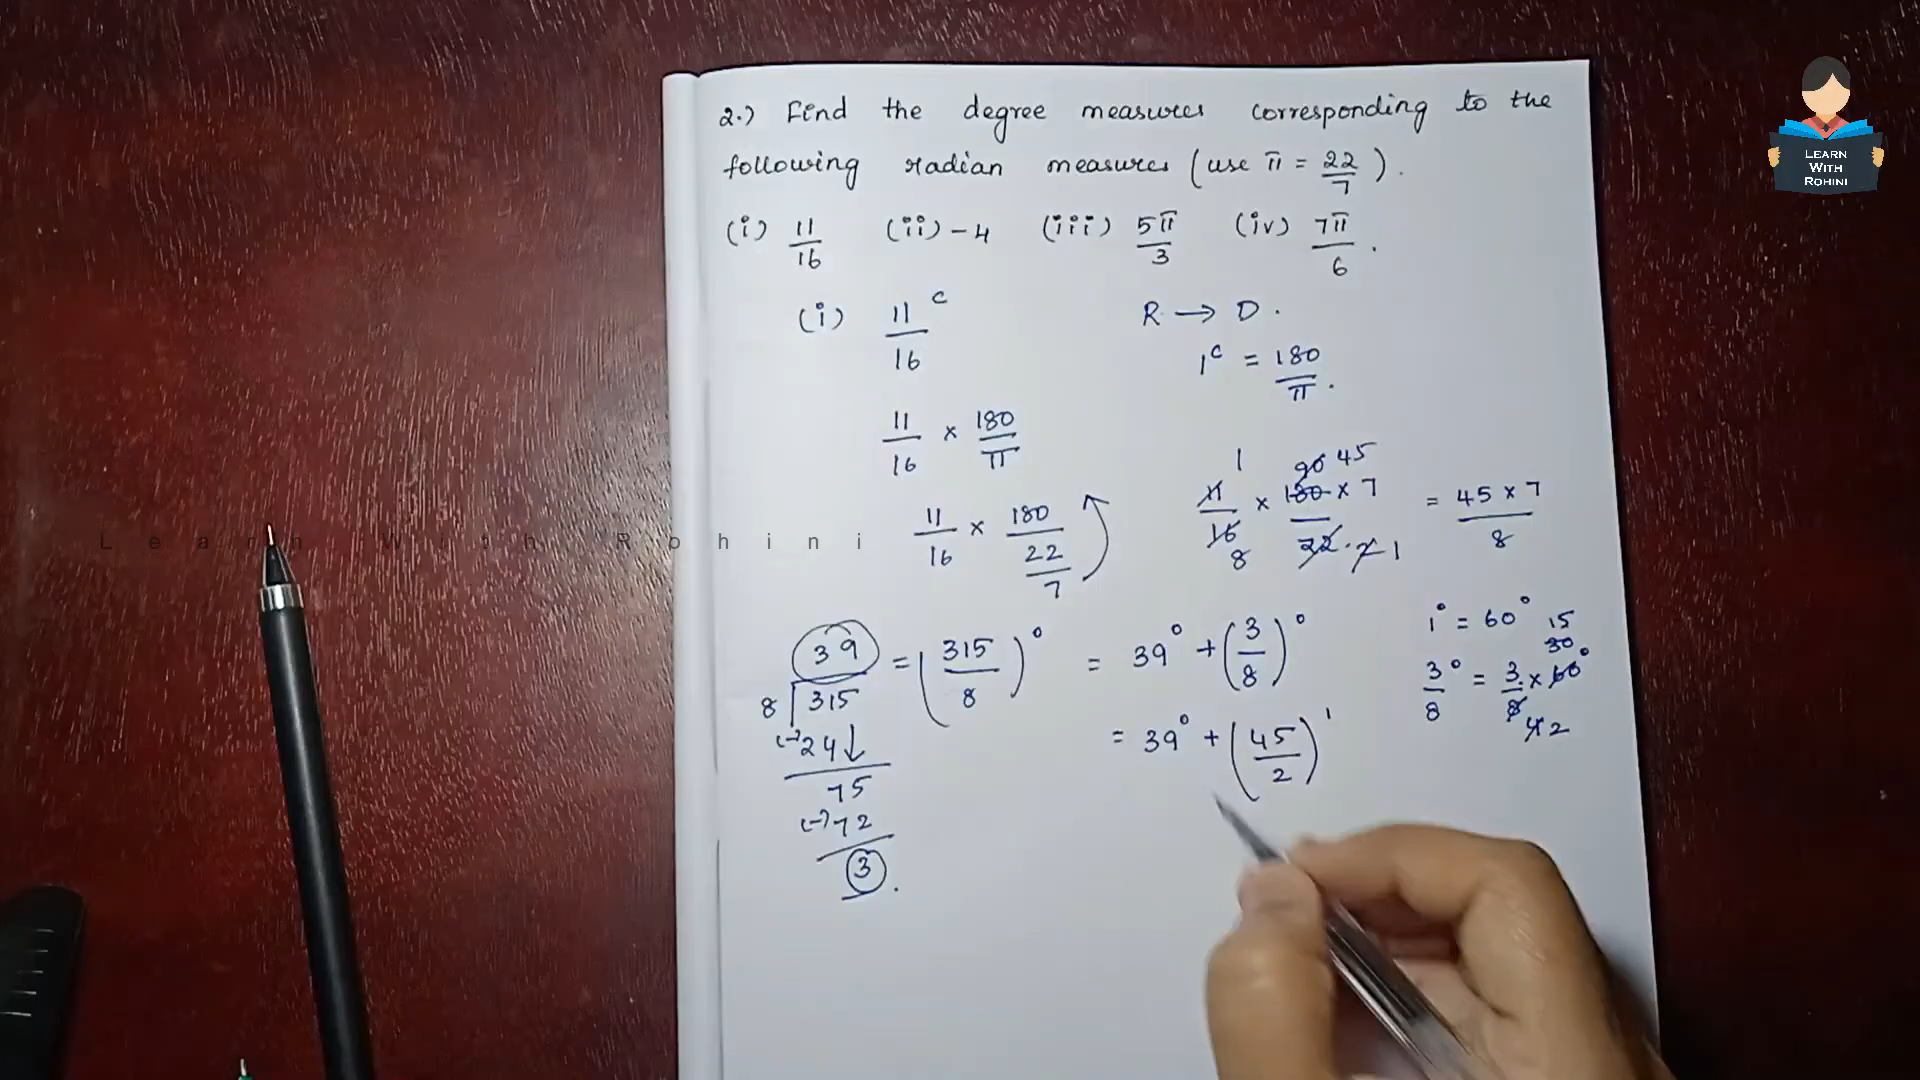 2.) Find the degree measures corresponding to the
following radian measures (use π = 22/7).
(i) 11/16 (ii) -4 (iii) 5π/3 (iv) 7π/6.
(i) 11/16 c
R → D.
1c = 180/π.
11/16 × 180/π
11/16 × 180/(22/7)
1 90 45
11/16 × 180 × 7/22 = 45 × 7/8
8 2 1
= (315/8)° = 39° + (3/8)°
= 39° + (45/2)'
39
8 315
(-) 24 ↓
75
(-) 72
3.
1° = 60° 15
30
3°/8 = 3/8 × 60°
4 2
LEARN
WITH
ROHINI
Learn With Rohini